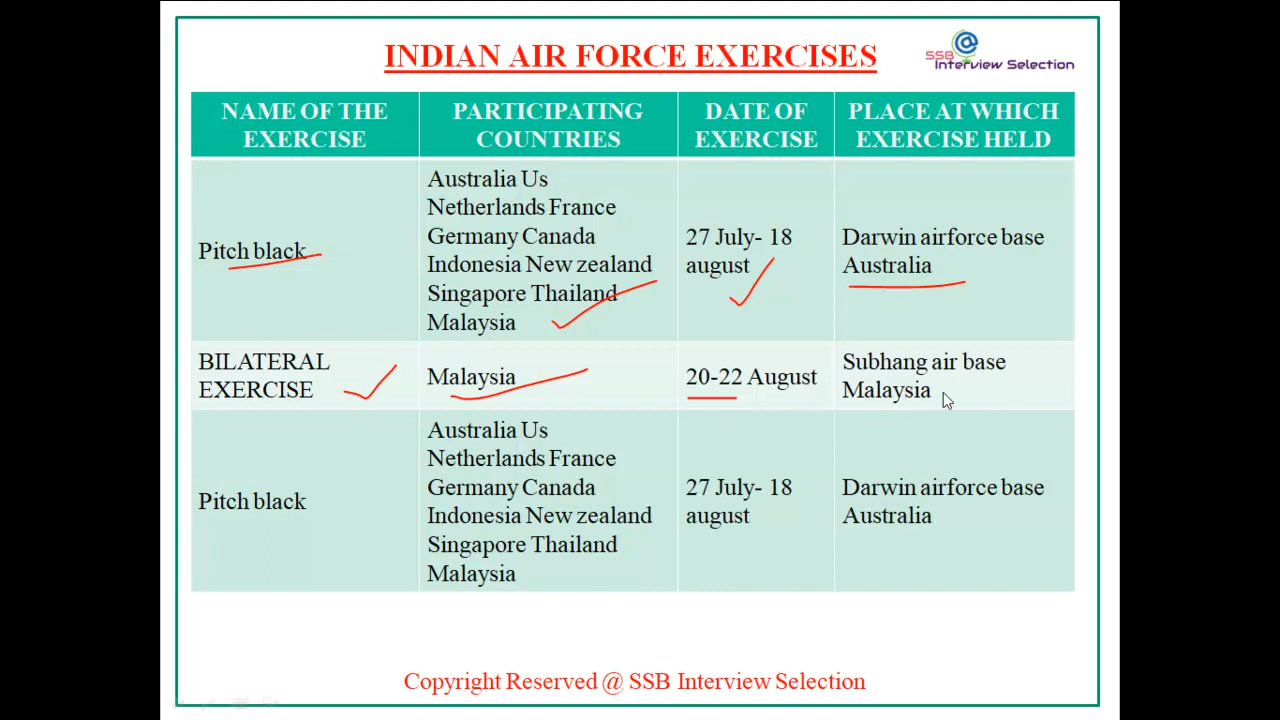 INDIAN AIR FORCE EXERCISES
SSB
Interview Selection
NAME OF THE
EXERCISE
PARTICIPATING
COUNTRIES
DATE OF
EXERCISE
PLACE AT WHICH
EXERCISE HELD
Pitch black
Australia Us
Netherlands France
Germany Canada
Indonesia New zealand
Singapore Thailand
Malaysia
27 July- 18
august
Darwin airforce base
Australia
BILATERAL
EXERCISE
Malaysia
20-22 August
Subhang air base
Malaysia
Pitch black
Australia Us
Netherlands France
Germany Canada
Indonesia New zealand
Singapore Thailand
Malaysia
27 July- 18
august
Darwin airforce base
Australia
Copyright Reserved @ SSB Interview Selection